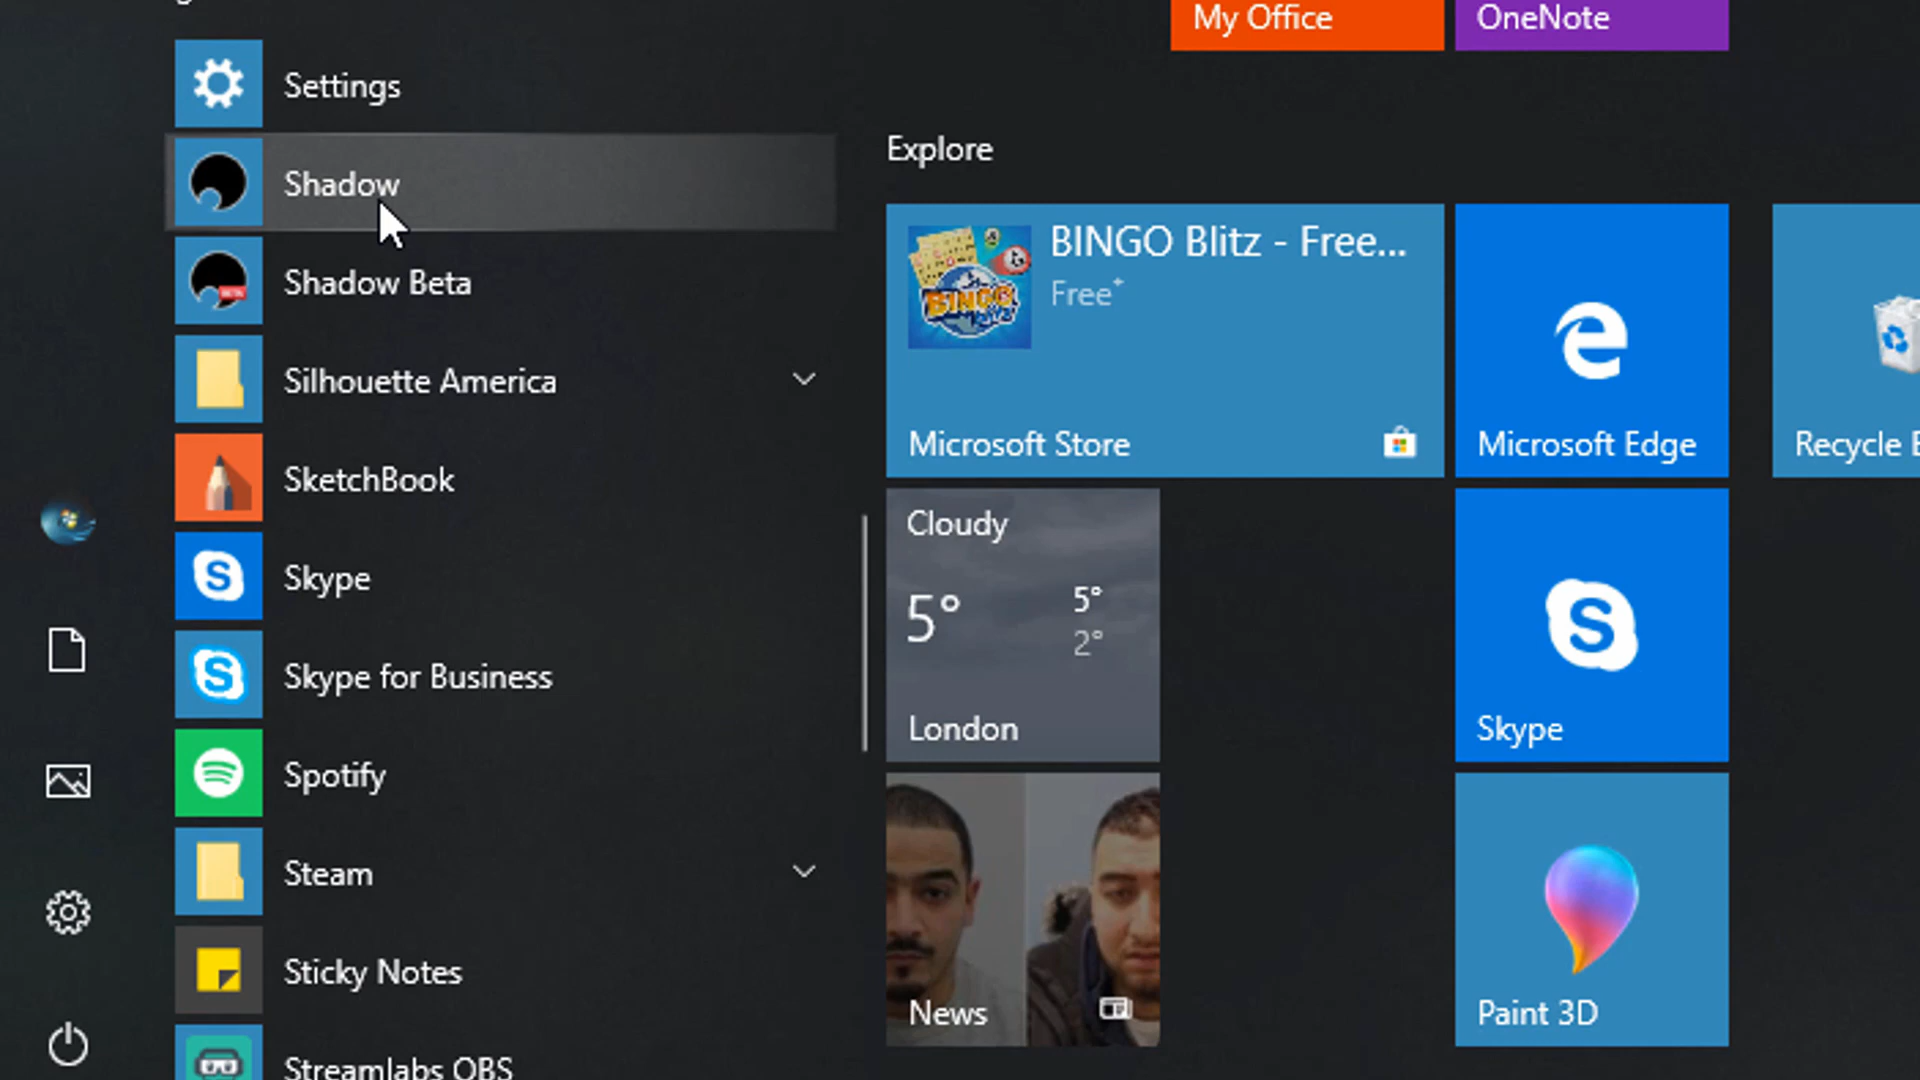 My Office
OneNote
Settings
Shadow
Shadow Beta
Silhouette America
SketchBook
Skype
Skype for Business
Spotify
Steam
Sticky Notes
Streamlabs OBS
Explore
BINGO Blitz - Free...
Free+
BINGO
Blitz
Microsoft Store
Microsoft Edge
Recycle
Cloudy
5°
5°
2°
London
Skype
News
Paint 3D